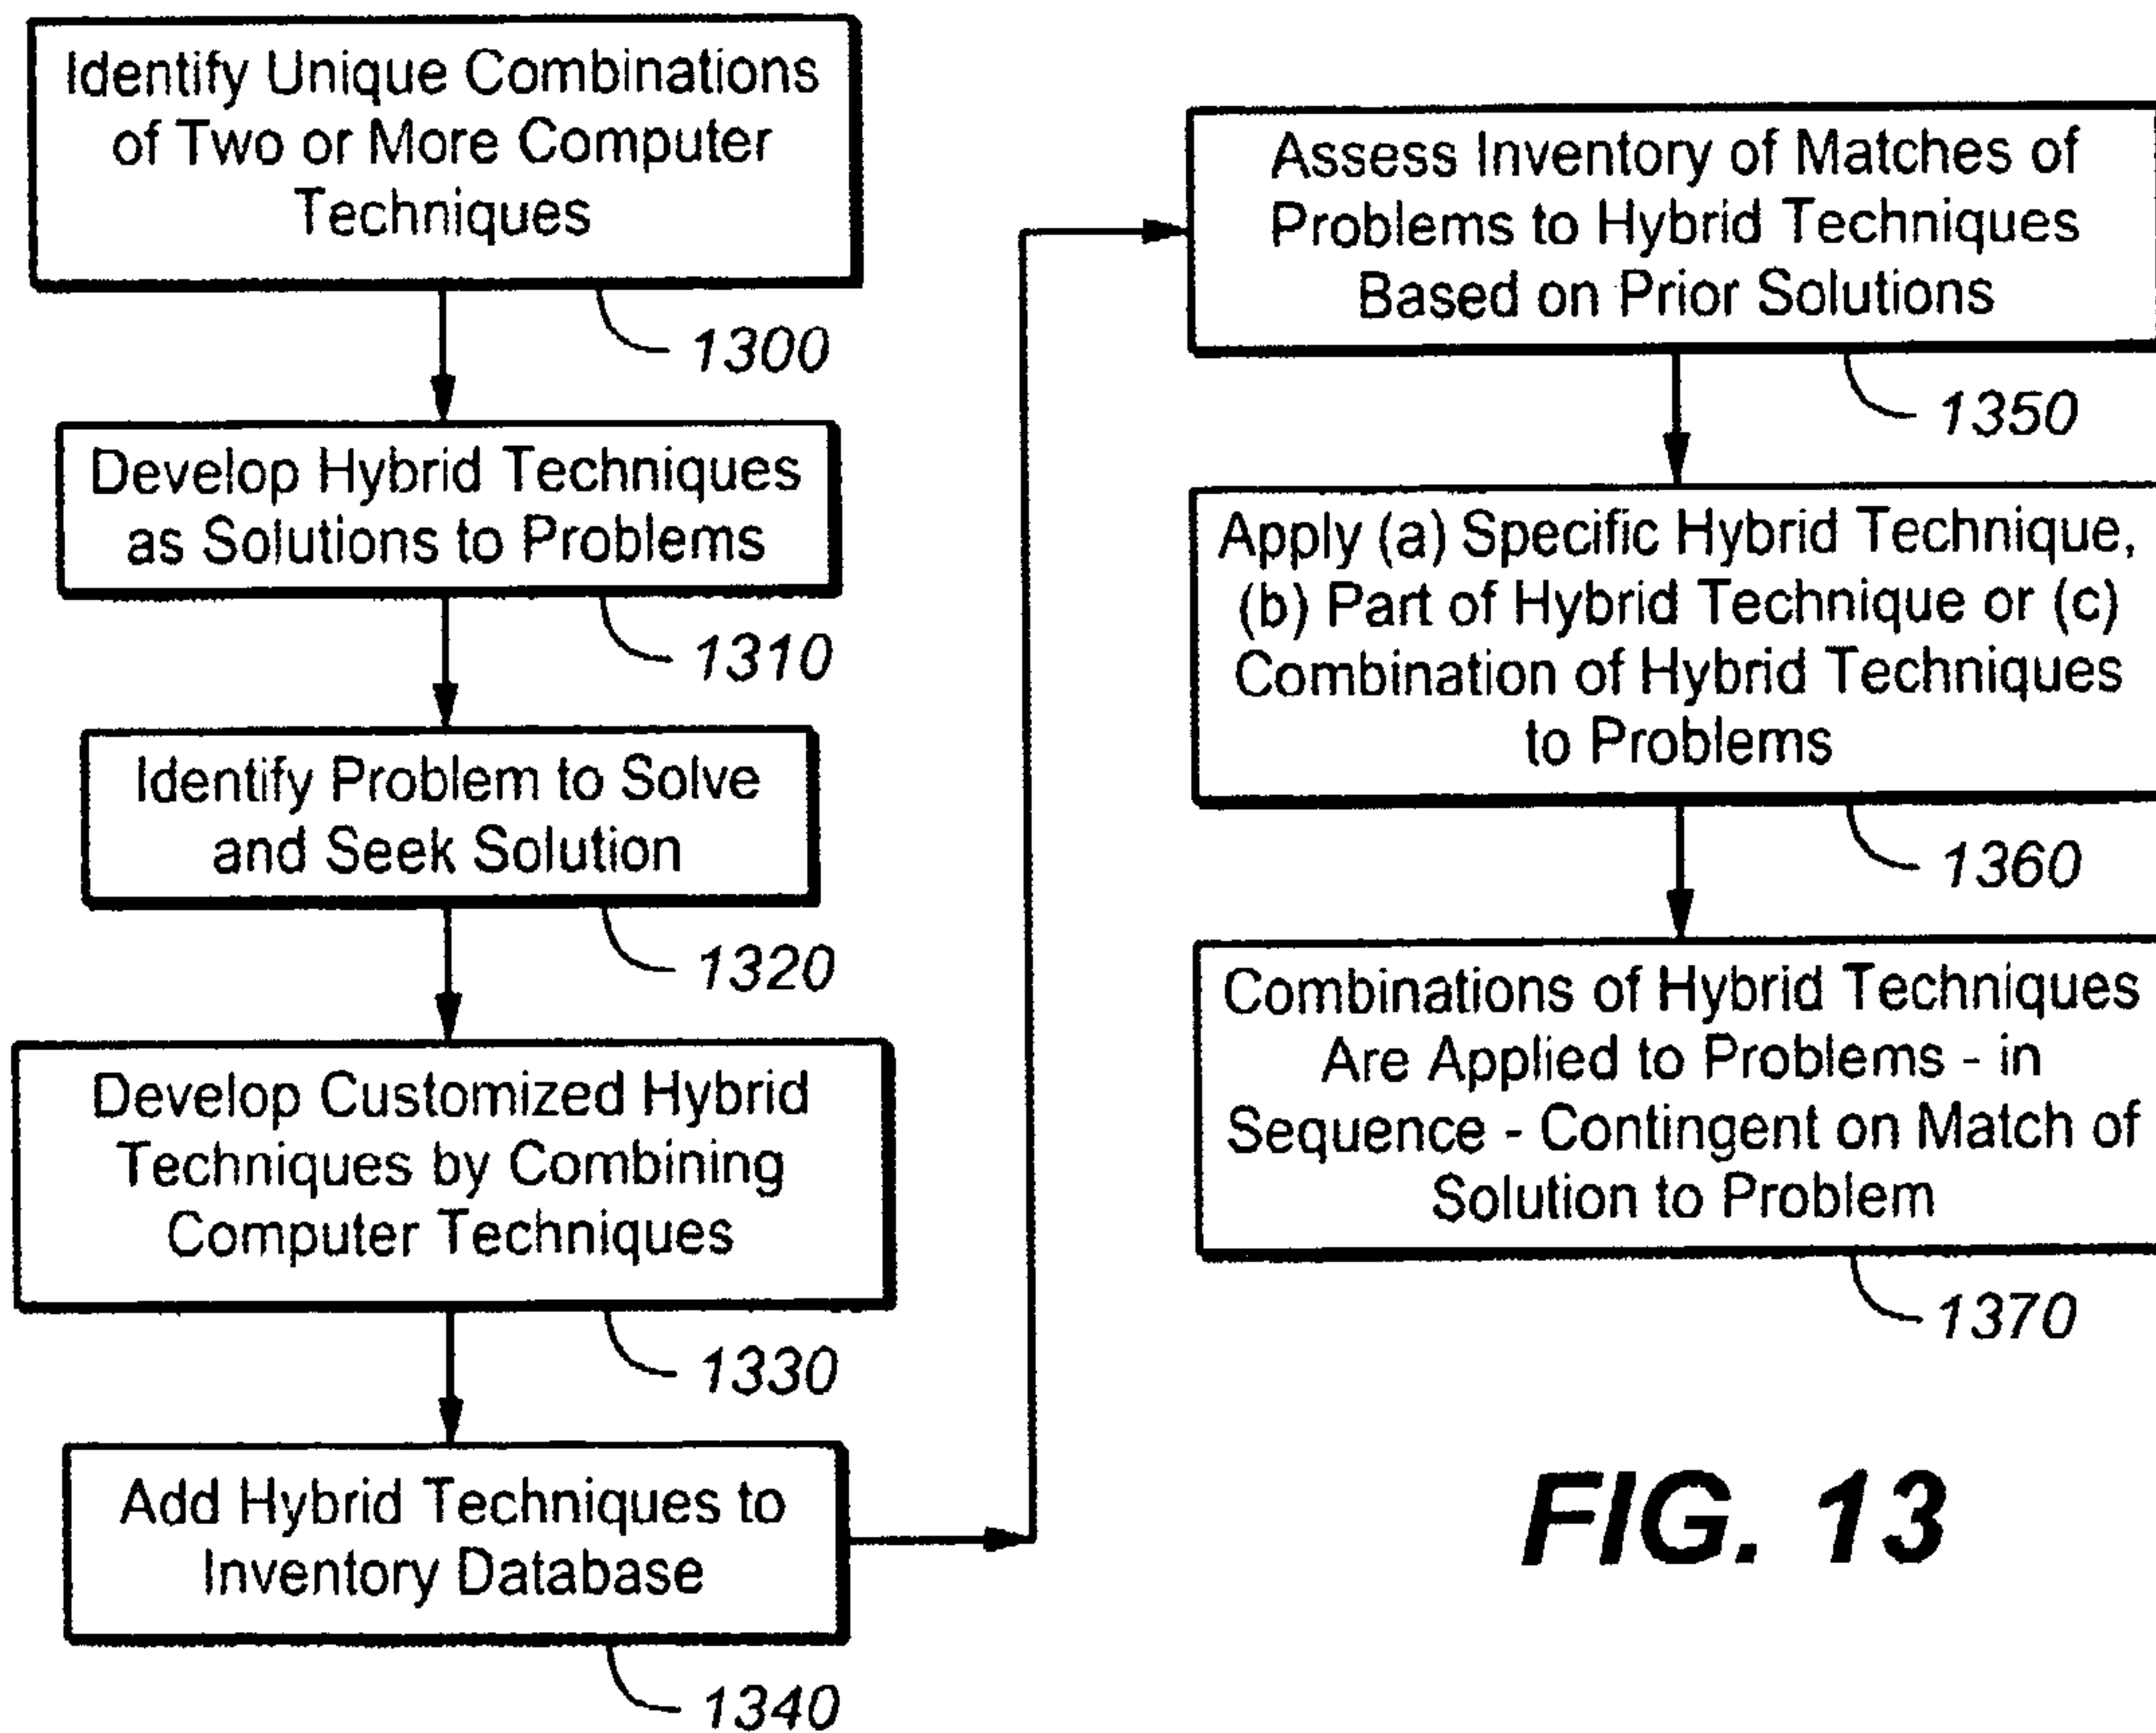 Identify Unique Combinations
of Two or More Computer
Techniques
1300
Develop Hybrid Techniques
as Solutions to Problems
1310
Identify Problem to Solve
and Seek Solution
1320
Develop Customized Hybrid
Techniques by Combining
Computer Techniques
1330
Add Hybrid Techniques to
Inventory Database
1340
Assess Inventory of Matches of
Problems to Hybrid Techniques
Based on Prior Solutions
1350
Apply (a) Specific Hybrid Technique,
(b) Part of Hybrid Technique or (c)
Combination of Hybrid Techniques
to Problems
1360
Combinations of Hybrid Techniques
Are Applied to Problems - in
Sequence - Contingent on Match of
Solution to Problem
1370
FIG. 13